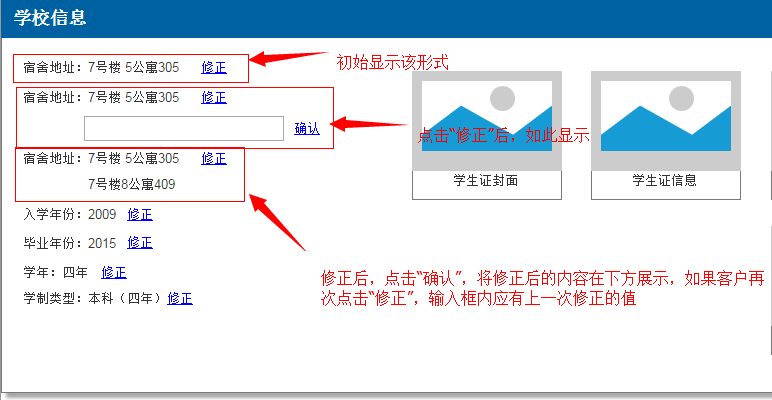 学校信息
宿舍地址：7号楼 5公寓305 修正
初始显示该形式
宿舍地址：7号楼 5公寓305 修正
确认
点击“修正”后，如此显示
宿舍地址：7号楼 5公寓305 修正
7号楼8公寓409
学生证封面
学生证信息
入学年份：2009 修正
毕业年份：2015 修正
学年：四年 修正
学制类型：本科（四年）修正
修正后，点击“确认”，将修正后的内容在下方展示，如果客户再
次点击“修正”，输入框内应有上一次修正的值